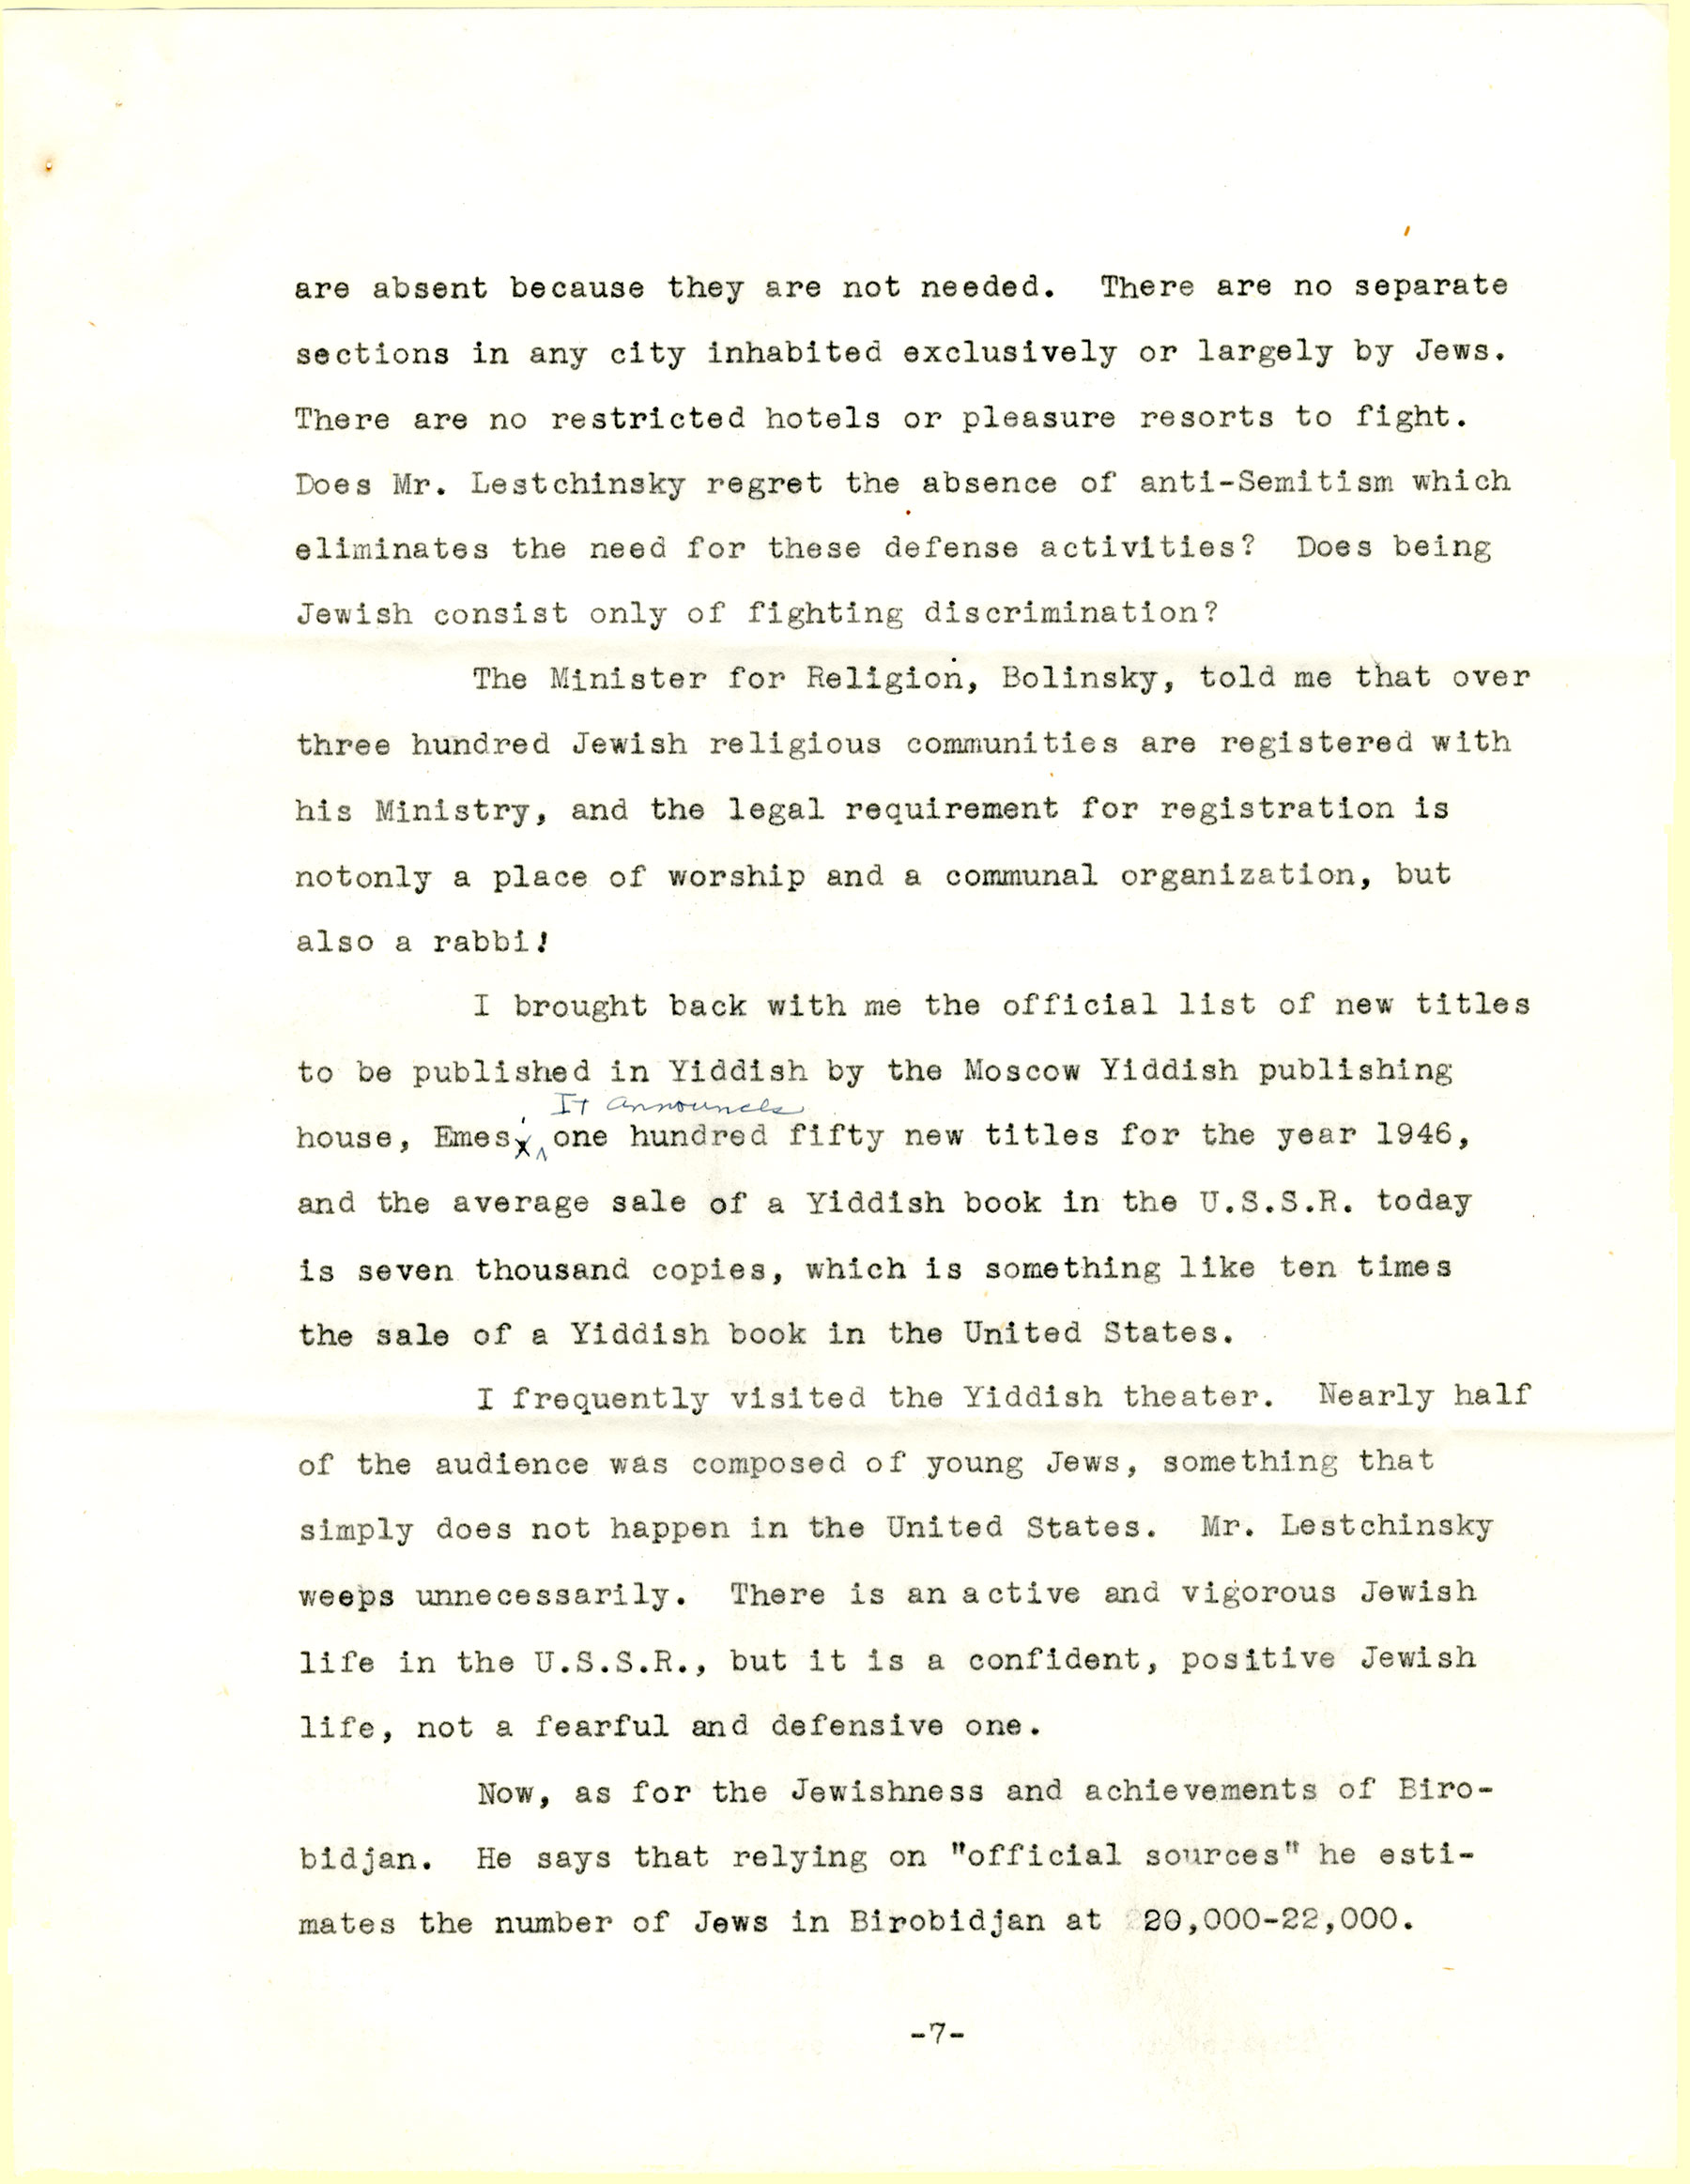 are absent because they are not needed.  There are no separate
sections in any city inhabited exclusively or largely by Jews.
There are no restricted hotels or pleasure resorts to fight.
Does Mr. Lestchinsky regret the absence of anti-Semitism which
eliminates the need for these defense activities?  Does being
Jewish consist only of fighting discrimination?
The Minister for Religion, Bolinsky, told me that over
three hundred Jewish religious communities are registered with
his Ministry, and the legal requirement for registration is
notonly a place of worship and a communal organization, but
also a rabbi!
I brought back with me the official list of new titles
to be published in Yiddish by the Moscow Yiddish publishing
It announces
house, Emes. one hundred fifty new titles for the year 1946,
and the average sale of a Yiddish book in the U.S.S.R. today
is seven thousand copies, which is something like ten times
the sale of a Yiddish book in the United States.
I frequently visited the Yiddish theater.  Nearly half
of the audience was composed of young Jews, something that
simply does not happen in the United States.  Mr. Lestchinsky
weeps unnecessarily.  There is an active and vigorous Jewish
life in the U.S.S.R., but it is a confident, positive Jewish
life, not a fearful and defensive one.
Now, as for the Jewishness and achievements of Biro-
bidjan.  He says that relying on "official sources" he esti-
mates the number of Jews in Birobidjan at 20,000-22,000.
-7-